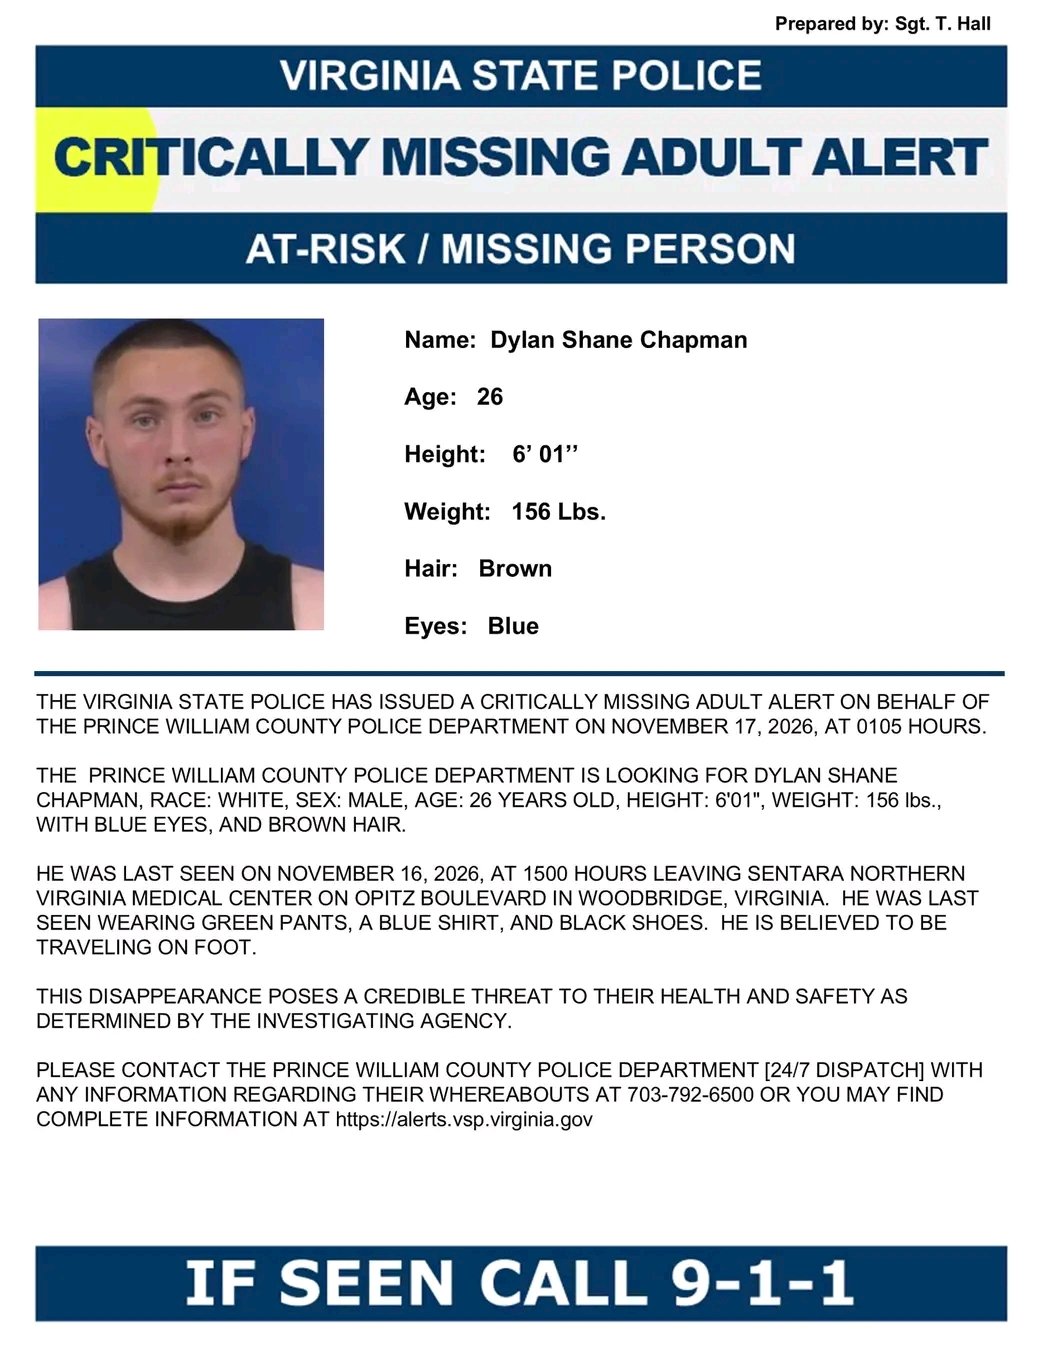 Prepared by: Sgt. T. Hall
VIRGINIA STATE POLICE
CRITICALLY MISSING ADULT ALERT
AT-RISK / MISSING PERSON
Name: Dylan Shane Chapman
Age: 26
Height: 6’ 01’’
Weight: 156 Lbs.
Hair: Brown
Eyes: Blue
THE VIRGINIA STATE POLICE HAS ISSUED A CRITICALLY MISSING ADULT ALERT ON BEHALF OF
THE PRINCE WILLIAM COUNTY POLICE DEPARTMENT ON NOVEMBER 17, 2026, AT 0105 HOURS.
THE PRINCE WILLIAM COUNTY POLICE DEPARTMENT IS LOOKING FOR DYLAN SHANE
CHAPMAN, RACE: WHITE, SEX: MALE, AGE: 26 YEARS OLD, HEIGHT: 6'01", WEIGHT: 156 lbs.,
WITH BLUE EYES, AND BROWN HAIR.
HE WAS LAST SEEN ON NOVEMBER 16, 2026, AT 1500 HOURS LEAVING SENTARA NORTHERN
VIRGINIA MEDICAL CENTER ON OPITZ BOULEVARD IN WOODBRIDGE, VIRGINIA. HE WAS LAST
SEEN WEARING GREEN PANTS, A BLUE SHIRT, AND BLACK SHOES. HE IS BELIEVED TO BE
TRAVELING ON FOOT.
THIS DISAPPEARANCE POSES A CREDIBLE THREAT TO THEIR HEALTH AND SAFETY AS
DETERMINED BY THE INVESTIGATING AGENCY.
PLEASE CONTACT THE PRINCE WILLIAM COUNTY POLICE DEPARTMENT [24/7 DISPATCH] WITH
ANY INFORMATION REGARDING THEIR WHEREABOUTS AT 703-792-6500 OR YOU MAY FIND
COMPLETE INFORMATION AT https://alerts.vsp.virginia.gov
IF SEEN CALL 9-1-1